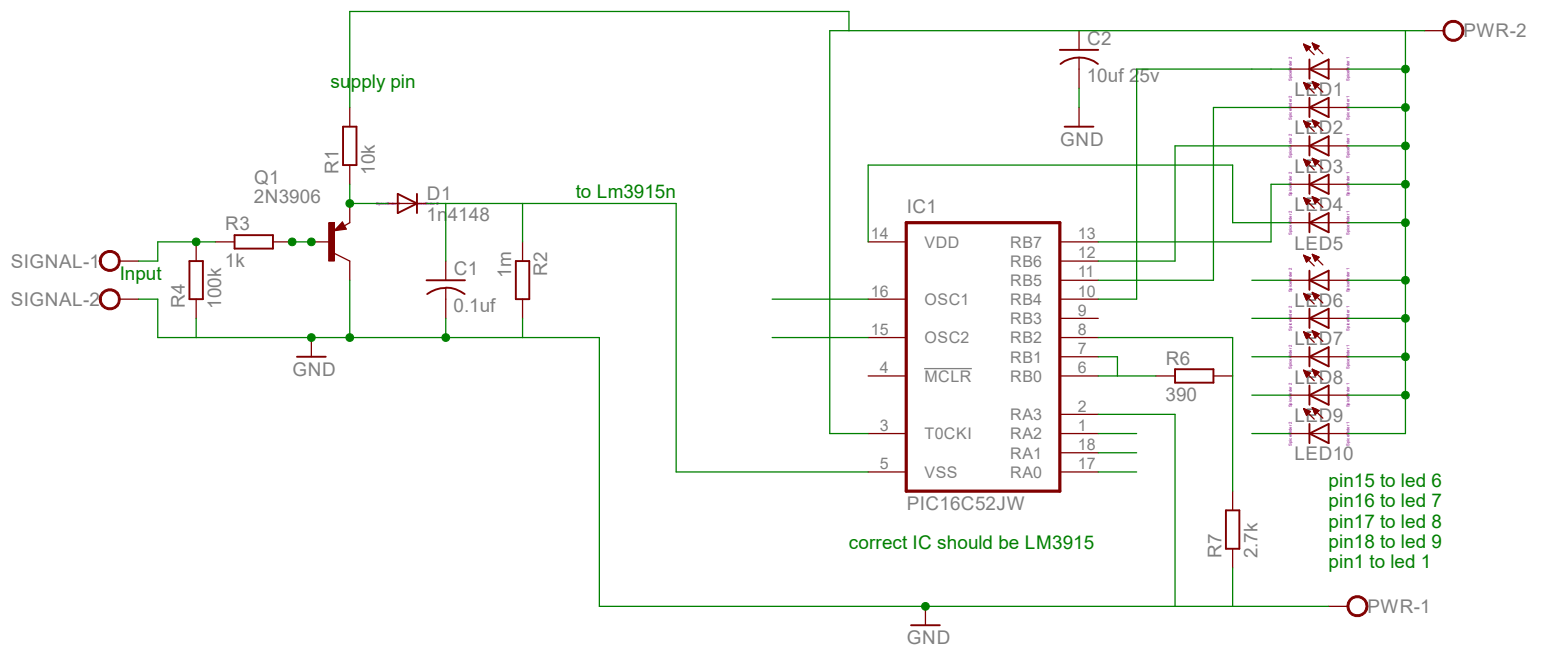 PWR-2
C2
10uf 25v
GND
supply pin
R1
10k
Q1
2N3906
D1
1n4148
to Lm3915n
R3
1k
SIGNAL-1
Input
SIGNAL-2
R4
100k
C1
0.1uf
1m
R2
GND
IC1
14
VDD
RB7
13
RB6
12
RB5
11
16
OSC1
RB4
10
RB3
9
15
OSC2
RB2
8
RB1
7
4
MCLR
RB0
6
RA3
2
3
T0CKI
RA2
1
RA1
18
5
VSS
RA0
17
PIC16C52JW
R6
390
R7
2.7k
LED1
LED2
LED3
LED4
LED5
LED6
LED7
LED8
LED9
LED10
correct IC should be LM3915
pin15 to led 6
pin16 to led 7
pin17 to led 8
pin18 to led 9
pin1 to led 1
PWR-1
GND